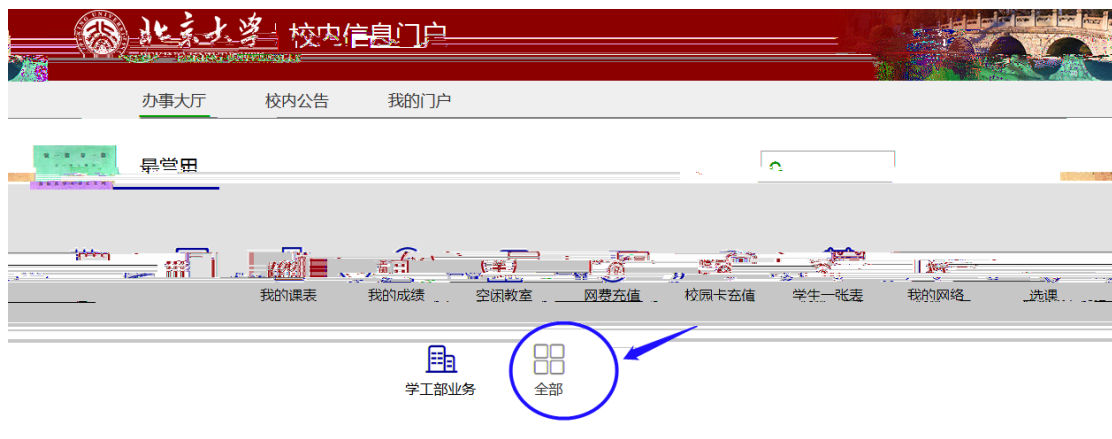 北京大学 校内信息门户
办事大厅 校内公告 我的门户
最常用
我的课表 我的成绩 空闲教室 网费充值 校园卡充值 学生一张表 我的网络 选课
学工部业务 全部